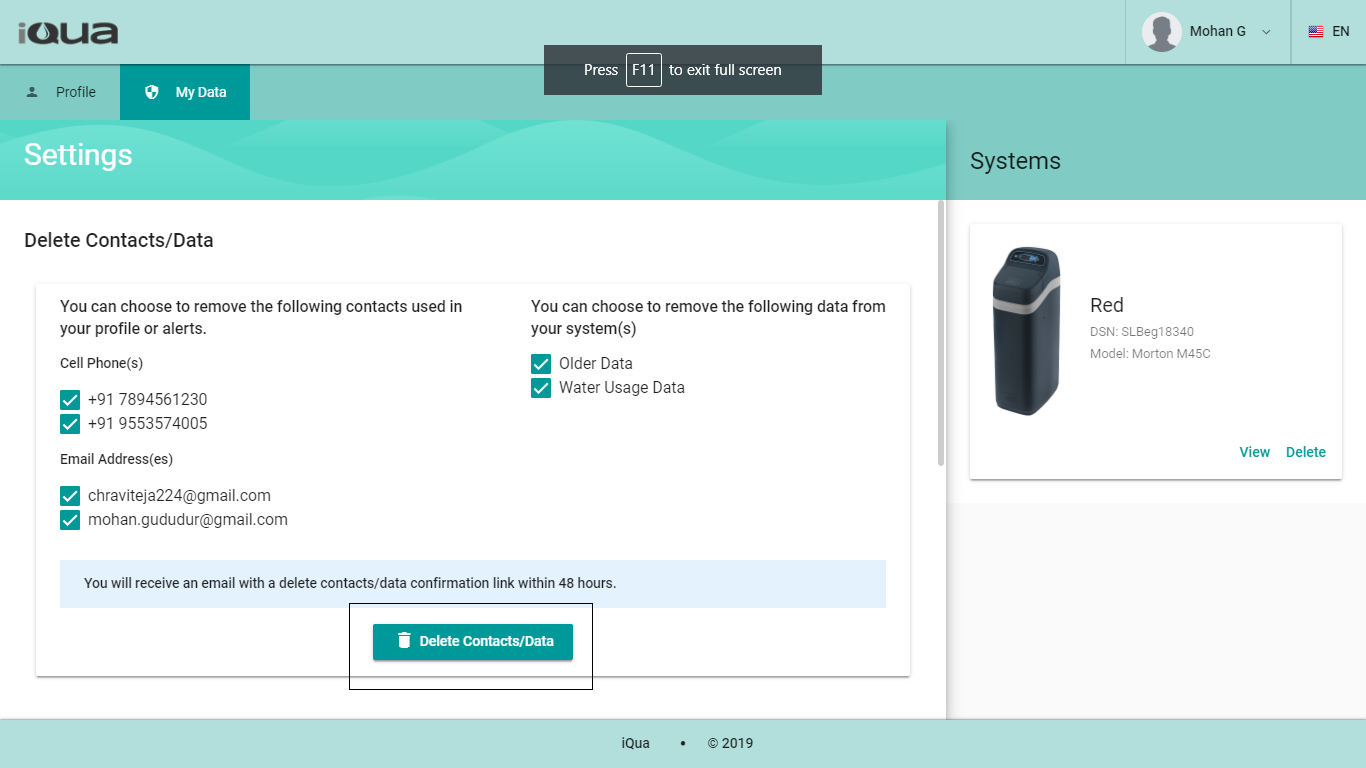 iQua
Mohan G
EN
Press F11 to exit full screen
Profile
My Data
Settings
Systems
Delete Contacts/Data
You can choose to remove the following contacts used in
your profile or alerts.
Cell Phone(s)
+91 7894561230
+91 9553574005
Email Address(es)
chraviteja224@gmail.com
mohan.gududur@gmail.com
You can choose to remove the following data from
your system(s)
Older Data
Water Usage Data
You will receive an email with a delete contacts/data confirmation link within 48 hours.
Delete Contacts/Data
Red
DSN: SLBeg18340
Model: Morton M45C
View Delete
iQua • © 2019